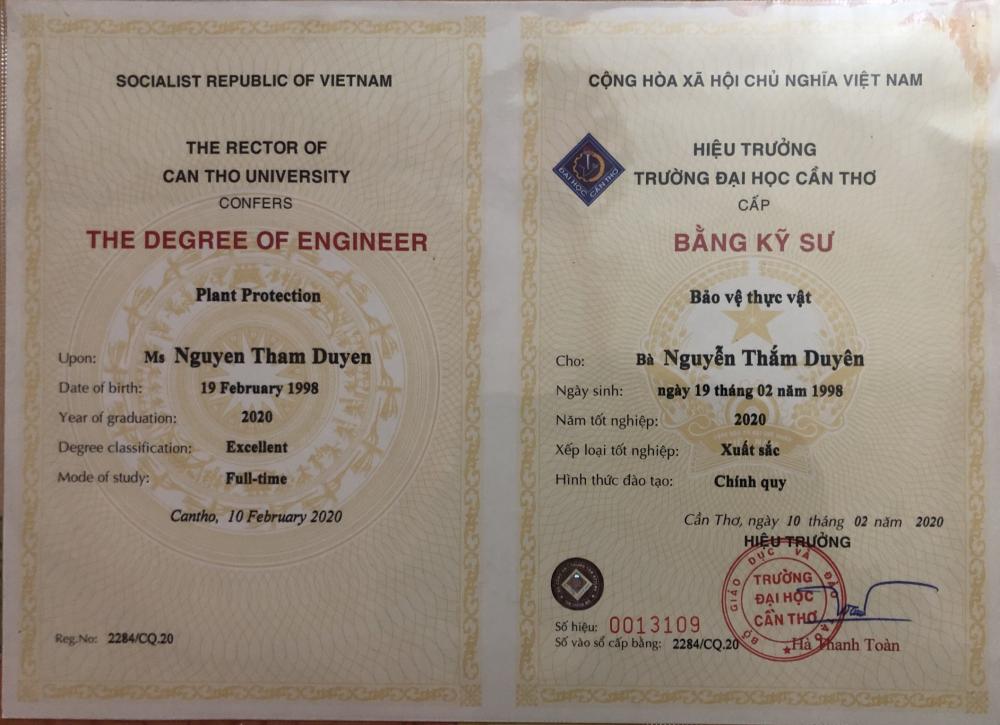 SOCIALIST REPUBLIC OF VIETNAM
THE RECTOR OF
CAN THO UNIVERSITY
CONFERS
THE DEGREE OF ENGINEER
Plant Protection
Upon: Ms Nguyen Tham Duyen
Date of birth: 19 February 1998
Year of graduation: 2020
Degree classification: Excellent
Mode of study: Full-time
Cantho, 10 February 2020
Reg.No: 2284/CQ.20
CỘNG HÒA XÃ HỘI CHỦ NGHĨA VIỆT NAM
ĐẠI HỌC CẦN THƠ
HIỆU TRƯỞNG
TRƯỜNG ĐẠI HỌC CẦN THƠ
CẤP
BẰNG KỸ SƯ
Bảo vệ thực vật
Cho: Bà Nguyễn Thắm Duyên
Ngày sinh: ngày 19 tháng 02 năm 1998
Năm tốt nghiệp: 2020
Xếp loại tốt nghiệp: Xuất sắc
Hình thức đào tạo: Chính quy
Cần Thơ, ngày 10 tháng 02 năm 2020
HIỆU TRƯỞNG
BỘ GIÁO DỤC VÀ ĐÀO TẠO
TRƯỜNG
ĐẠI HỌC
CẦN THƠ
Số hiệu: 0013109
Số vào sổ cấp bằng: 2284/CQ.20
Hà Thanh Toàn